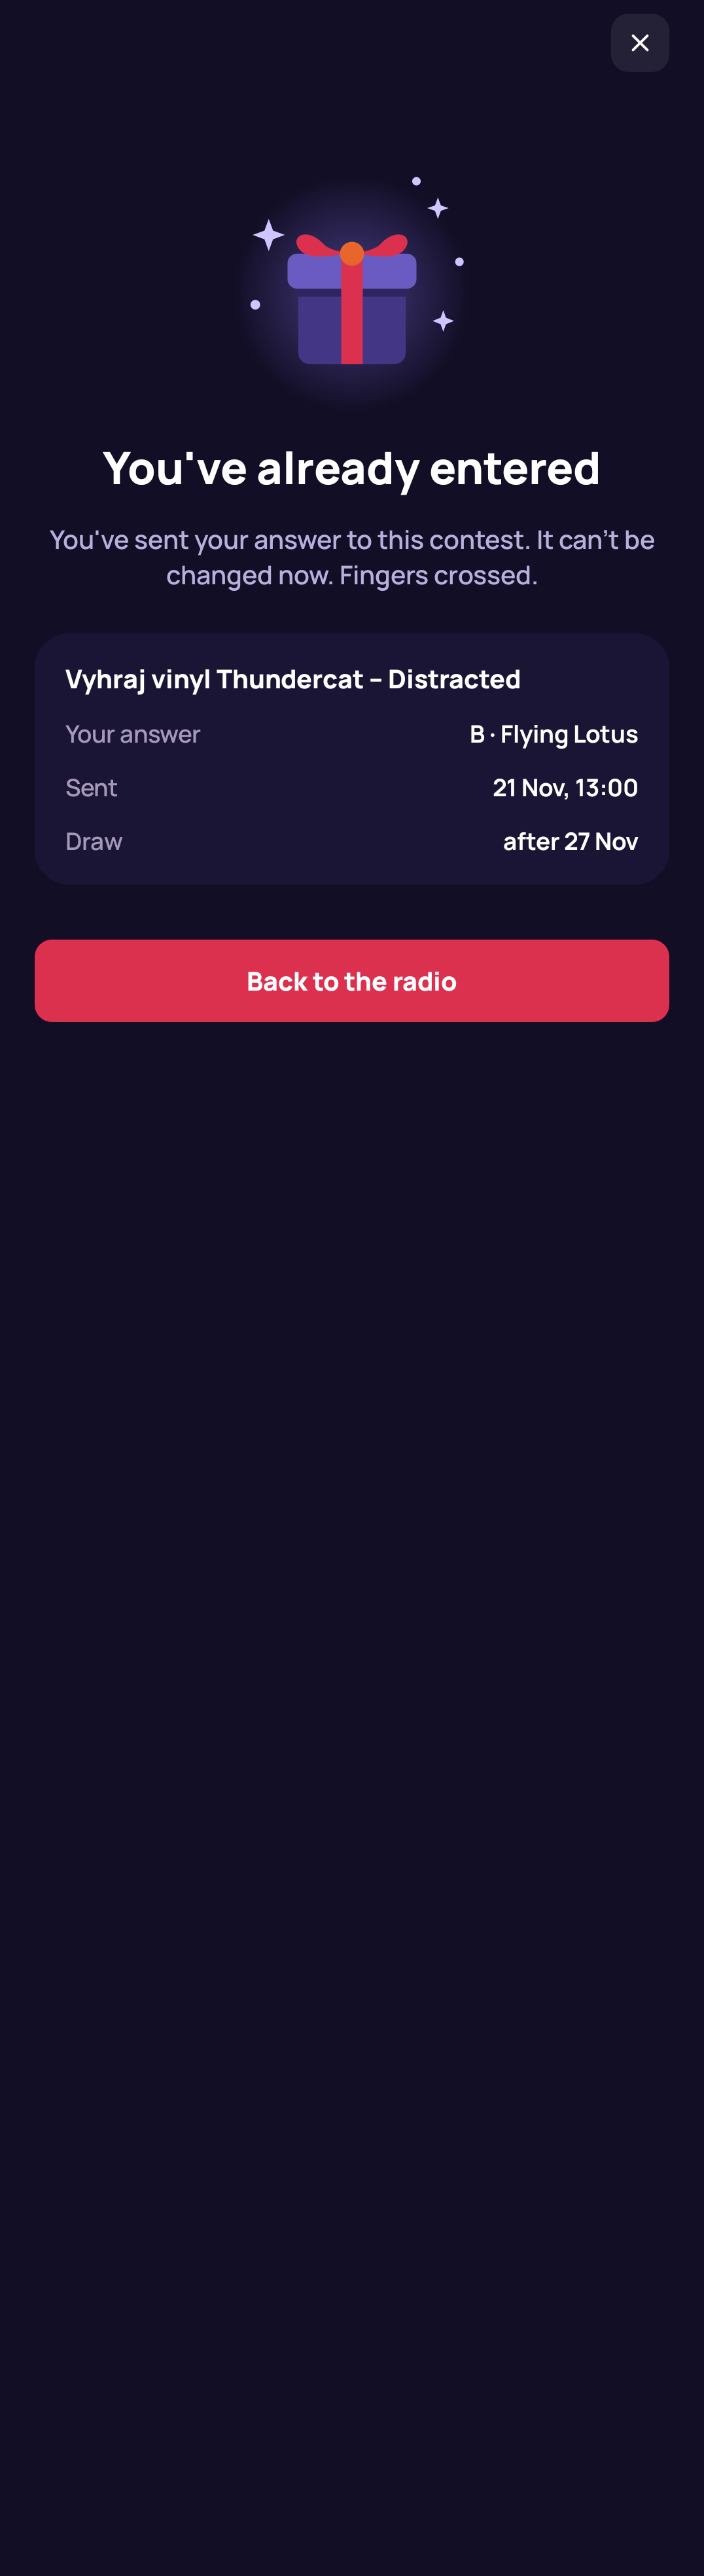 You've already entered
You've sent your answer to this contest. It can’t be
changed now. Fingers crossed.
Vyhraj vinyl Thundercat – Distracted
Your answer B · Flying Lotus
Sent 21 Nov, 13:00
Draw after 27 Nov
Back to the radio